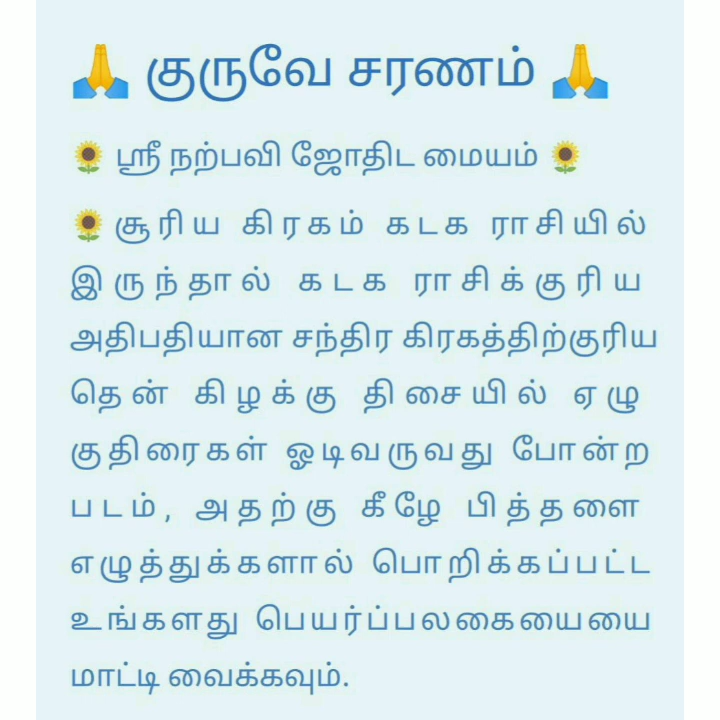 🙏 குருவே சரணம் 🙏
🌻 ஸ்ரீ நற்பவி ஜோதிட மையம் 🌻
🌻 சூரிய கிரகம் கடக ராசியில்
இருந்தால் கடக ராசிக்குரிய
அதிபதியான சந்திர கிரகத்திற்குரிய
தென் கிழக்கு திசையில் ஏழு
குதிரைகள் ஓடிவருவது போன்ற
படம், அதற்கு கீழே பித்தளை
எழுத்துக்களால் பொறிக்கப்பட்ட
உங்களது பெயர்ப்பலகையையை
மாட்டி வைக்கவும்.